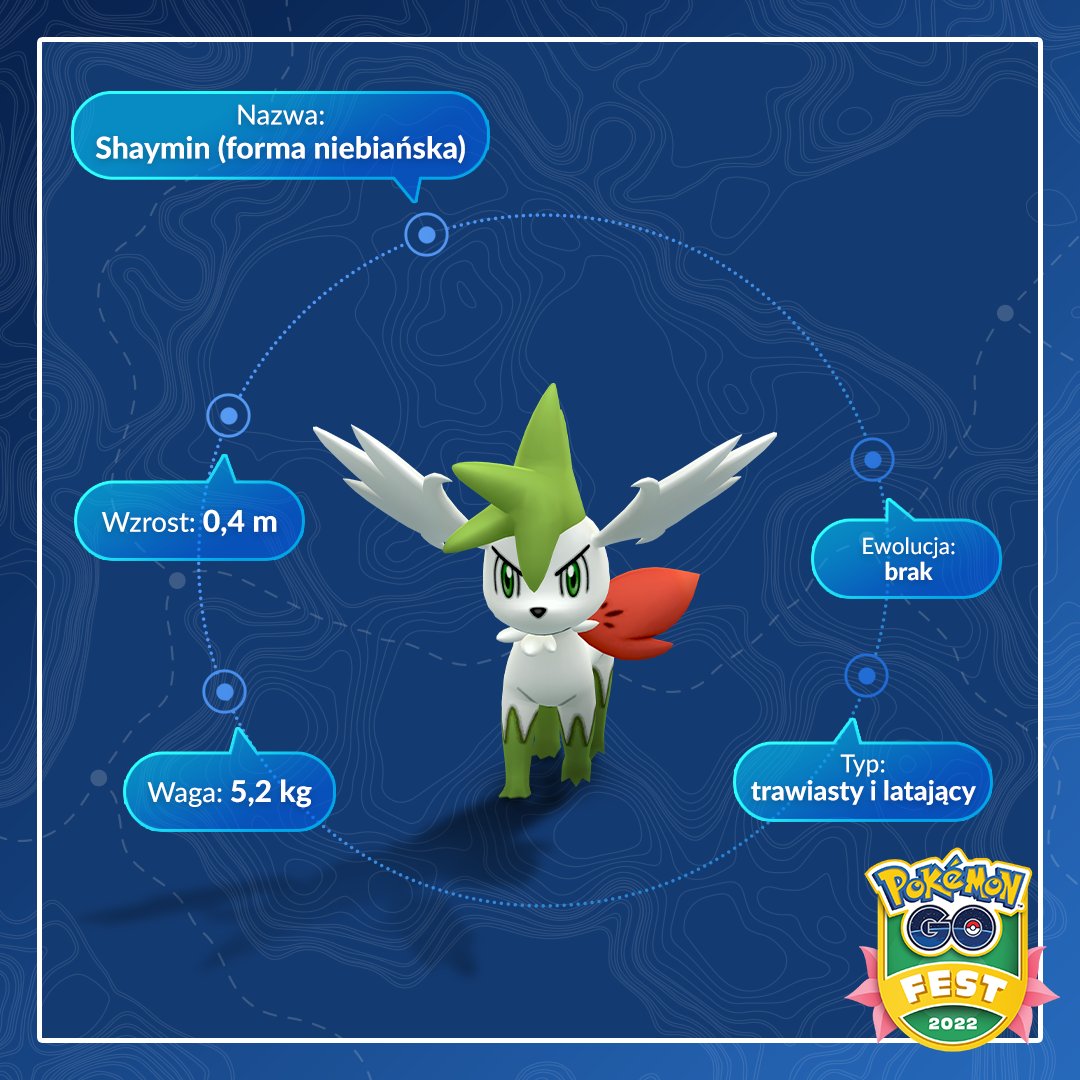 Nazwa:
Shaymin (forma niebiańska)
Wzrost: 0,4 m
Ewolucja:
brak
Waga: 5,2 kg
Typ:
trawiasty i latający
POKÉMON
GO
FEST
2022